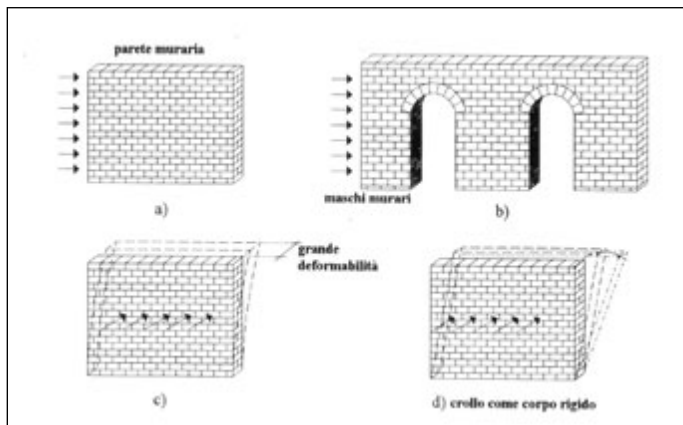 parete muraria
a)
maschi murari
b)
grande
deformabilità
c)
d) crollo come corpo rigido